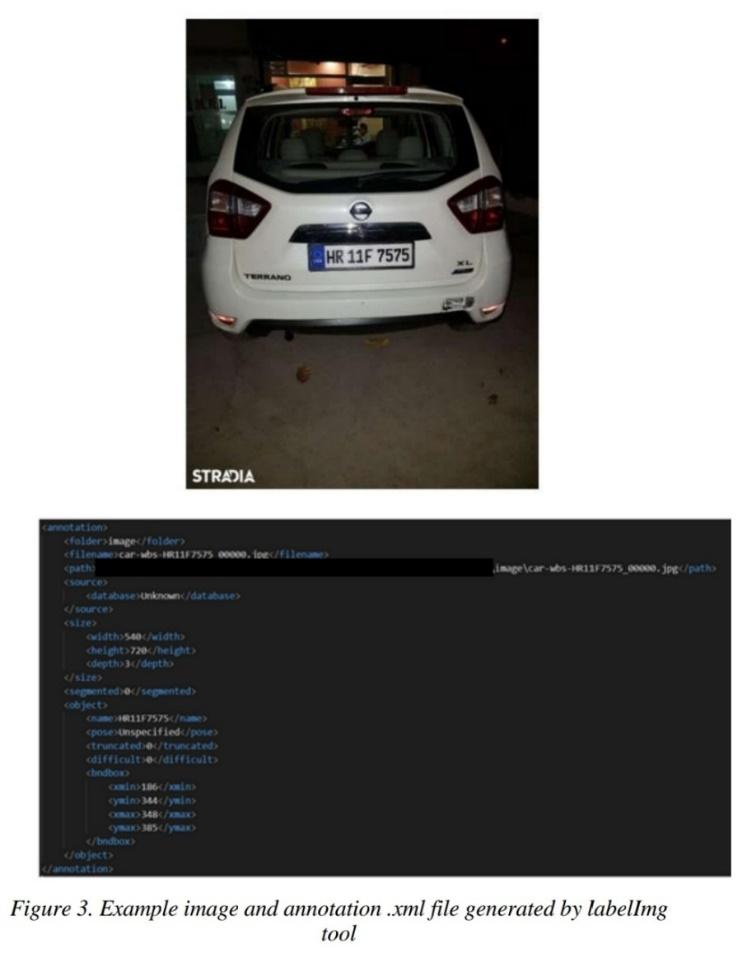 HR 11F 7575
TERRANO
XL
STRADIA
<annotation>
<folder>image</folder>
<filename>car-wbs-HR11F7575_00000.jpg</filename>
<path> image\car-wbs-HR11F7575_00000.jpg</path>
<source>
<database>Unknown</database>
</source>
<size>
<width>540</width>
<height>720</height>
<depth>3</depth>
</size>
<segmented>0</segmented>
<object>
<name>HR11F7575</name>
<pose>Unspecified</pose>
<truncated>0</truncated>
<difficult>0</difficult>
<bndbox>
<xmin>186</xmin>
<ymin>344</ymin>
<xmax>348</xmax>
<ymax>385</ymax>
</bndbox>
</object>
</annotation>
Figure 3. Example image and annotation .xml file generated by labelImg
tool